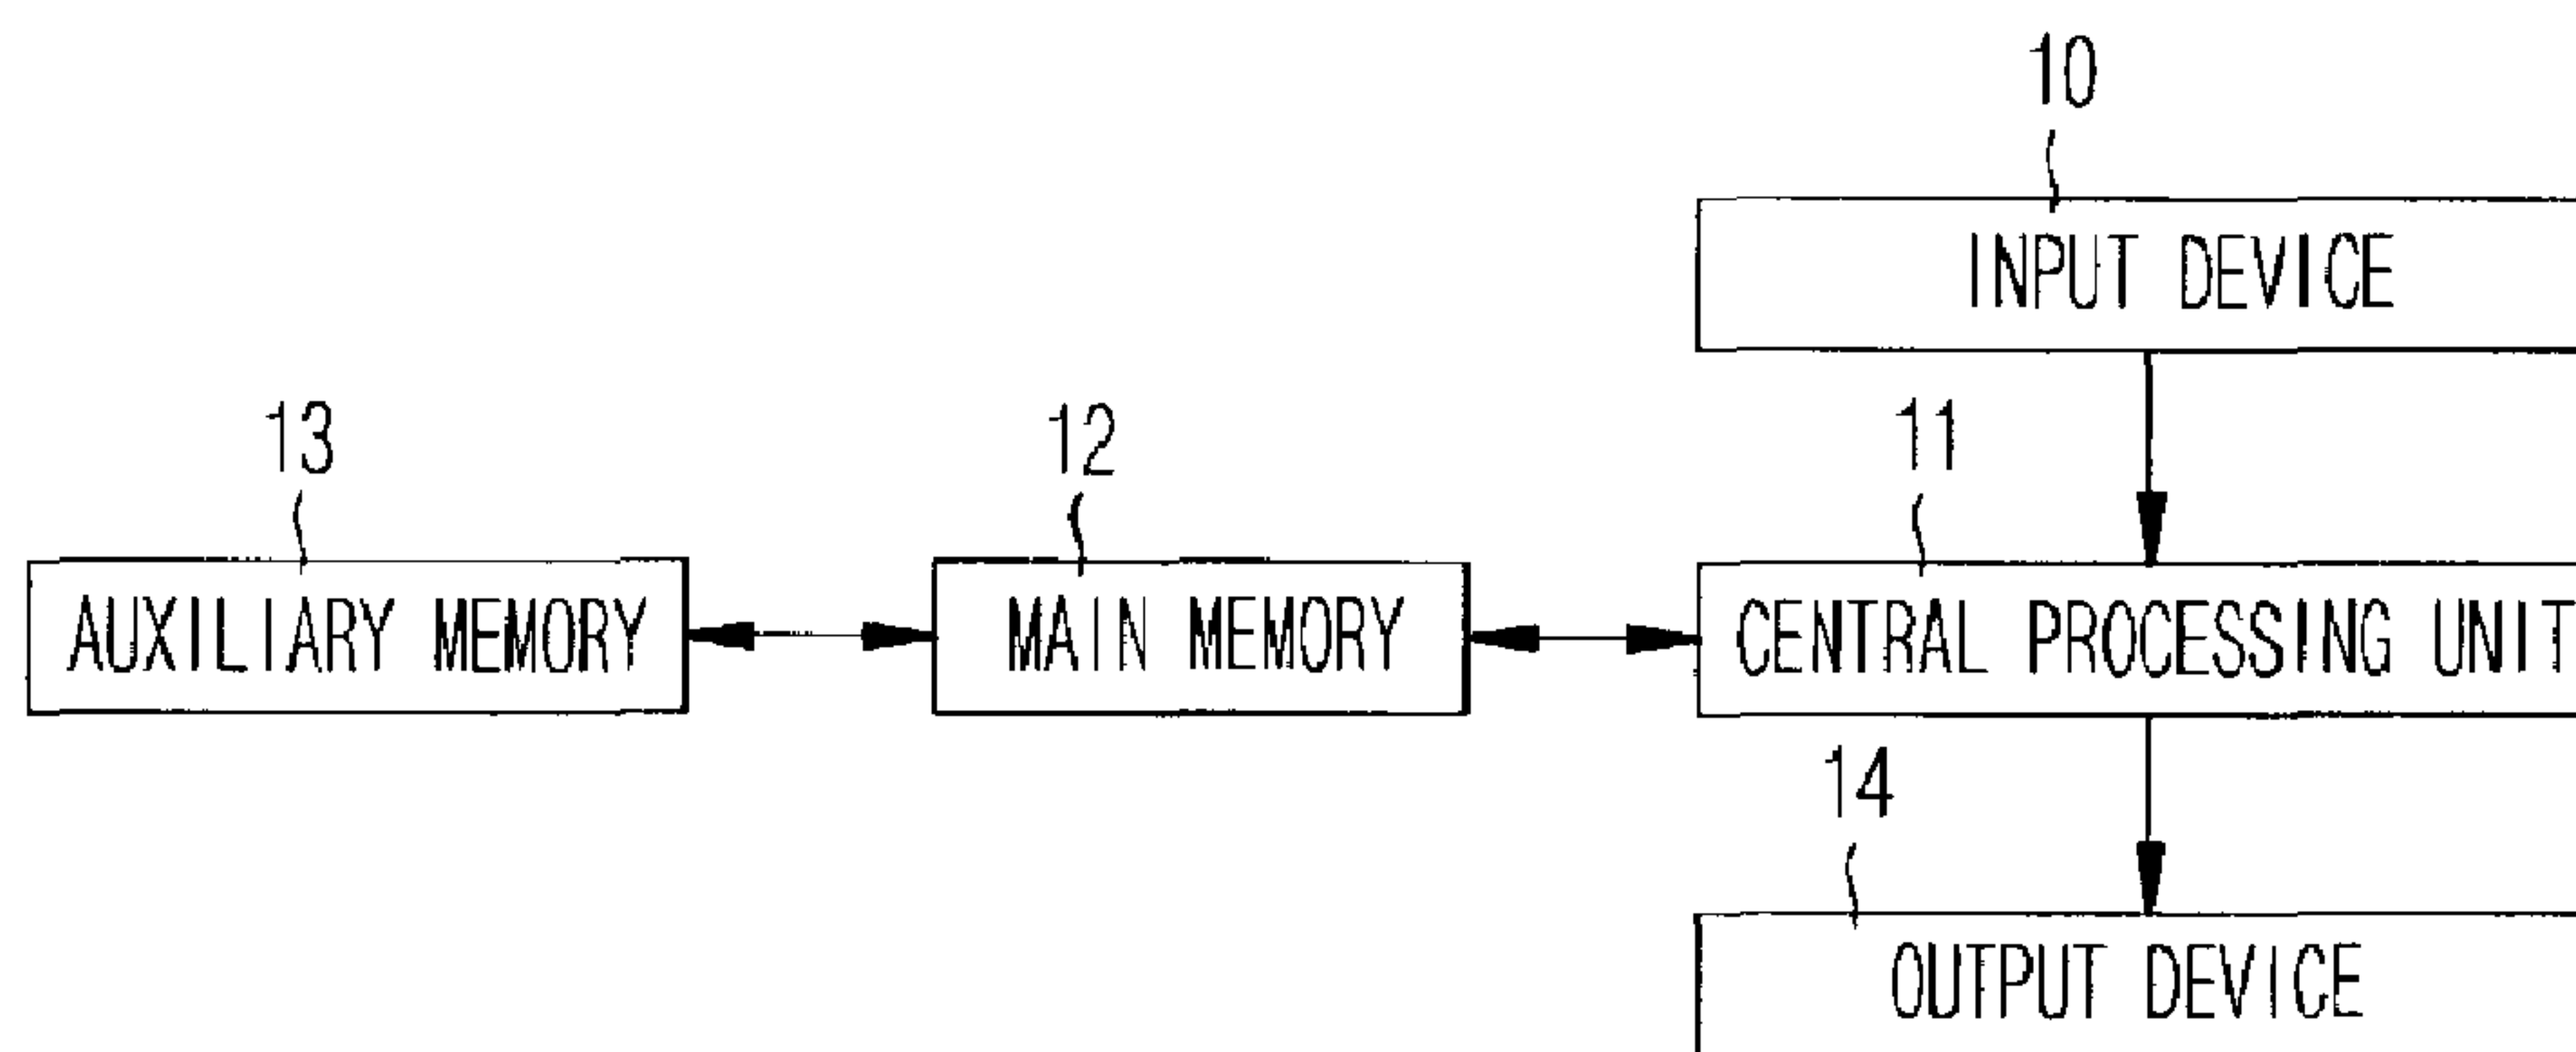 10
INPUT DEVICE
13
12
11
AUXILIARY MEMORY
MAIN MEMORY
CENTRAL PROCESSING UNIT
14
OUTPUT DEVICE